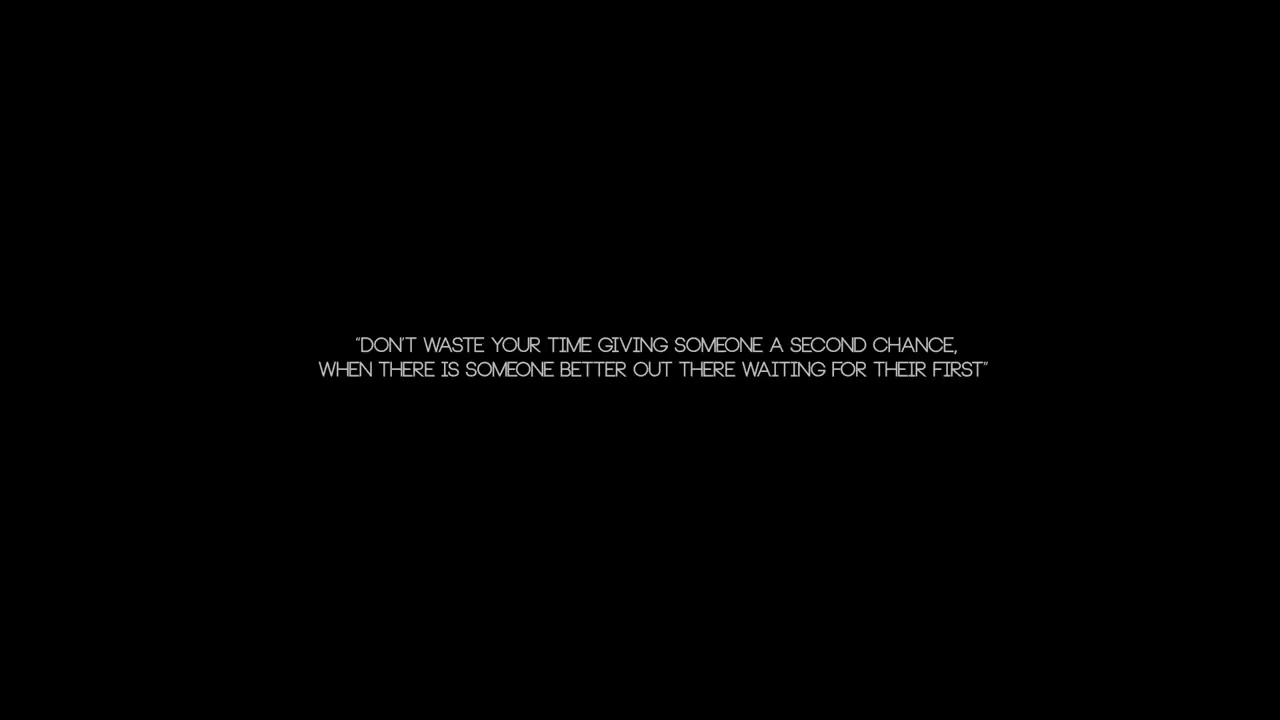 "DON'T WASTE YOUR TIME GIVING SOMEONE A SECOND CHANCE,
WHEN THERE IS SOMEONE BETTER OUT THERE WAITING FOR THEIR FIRST"